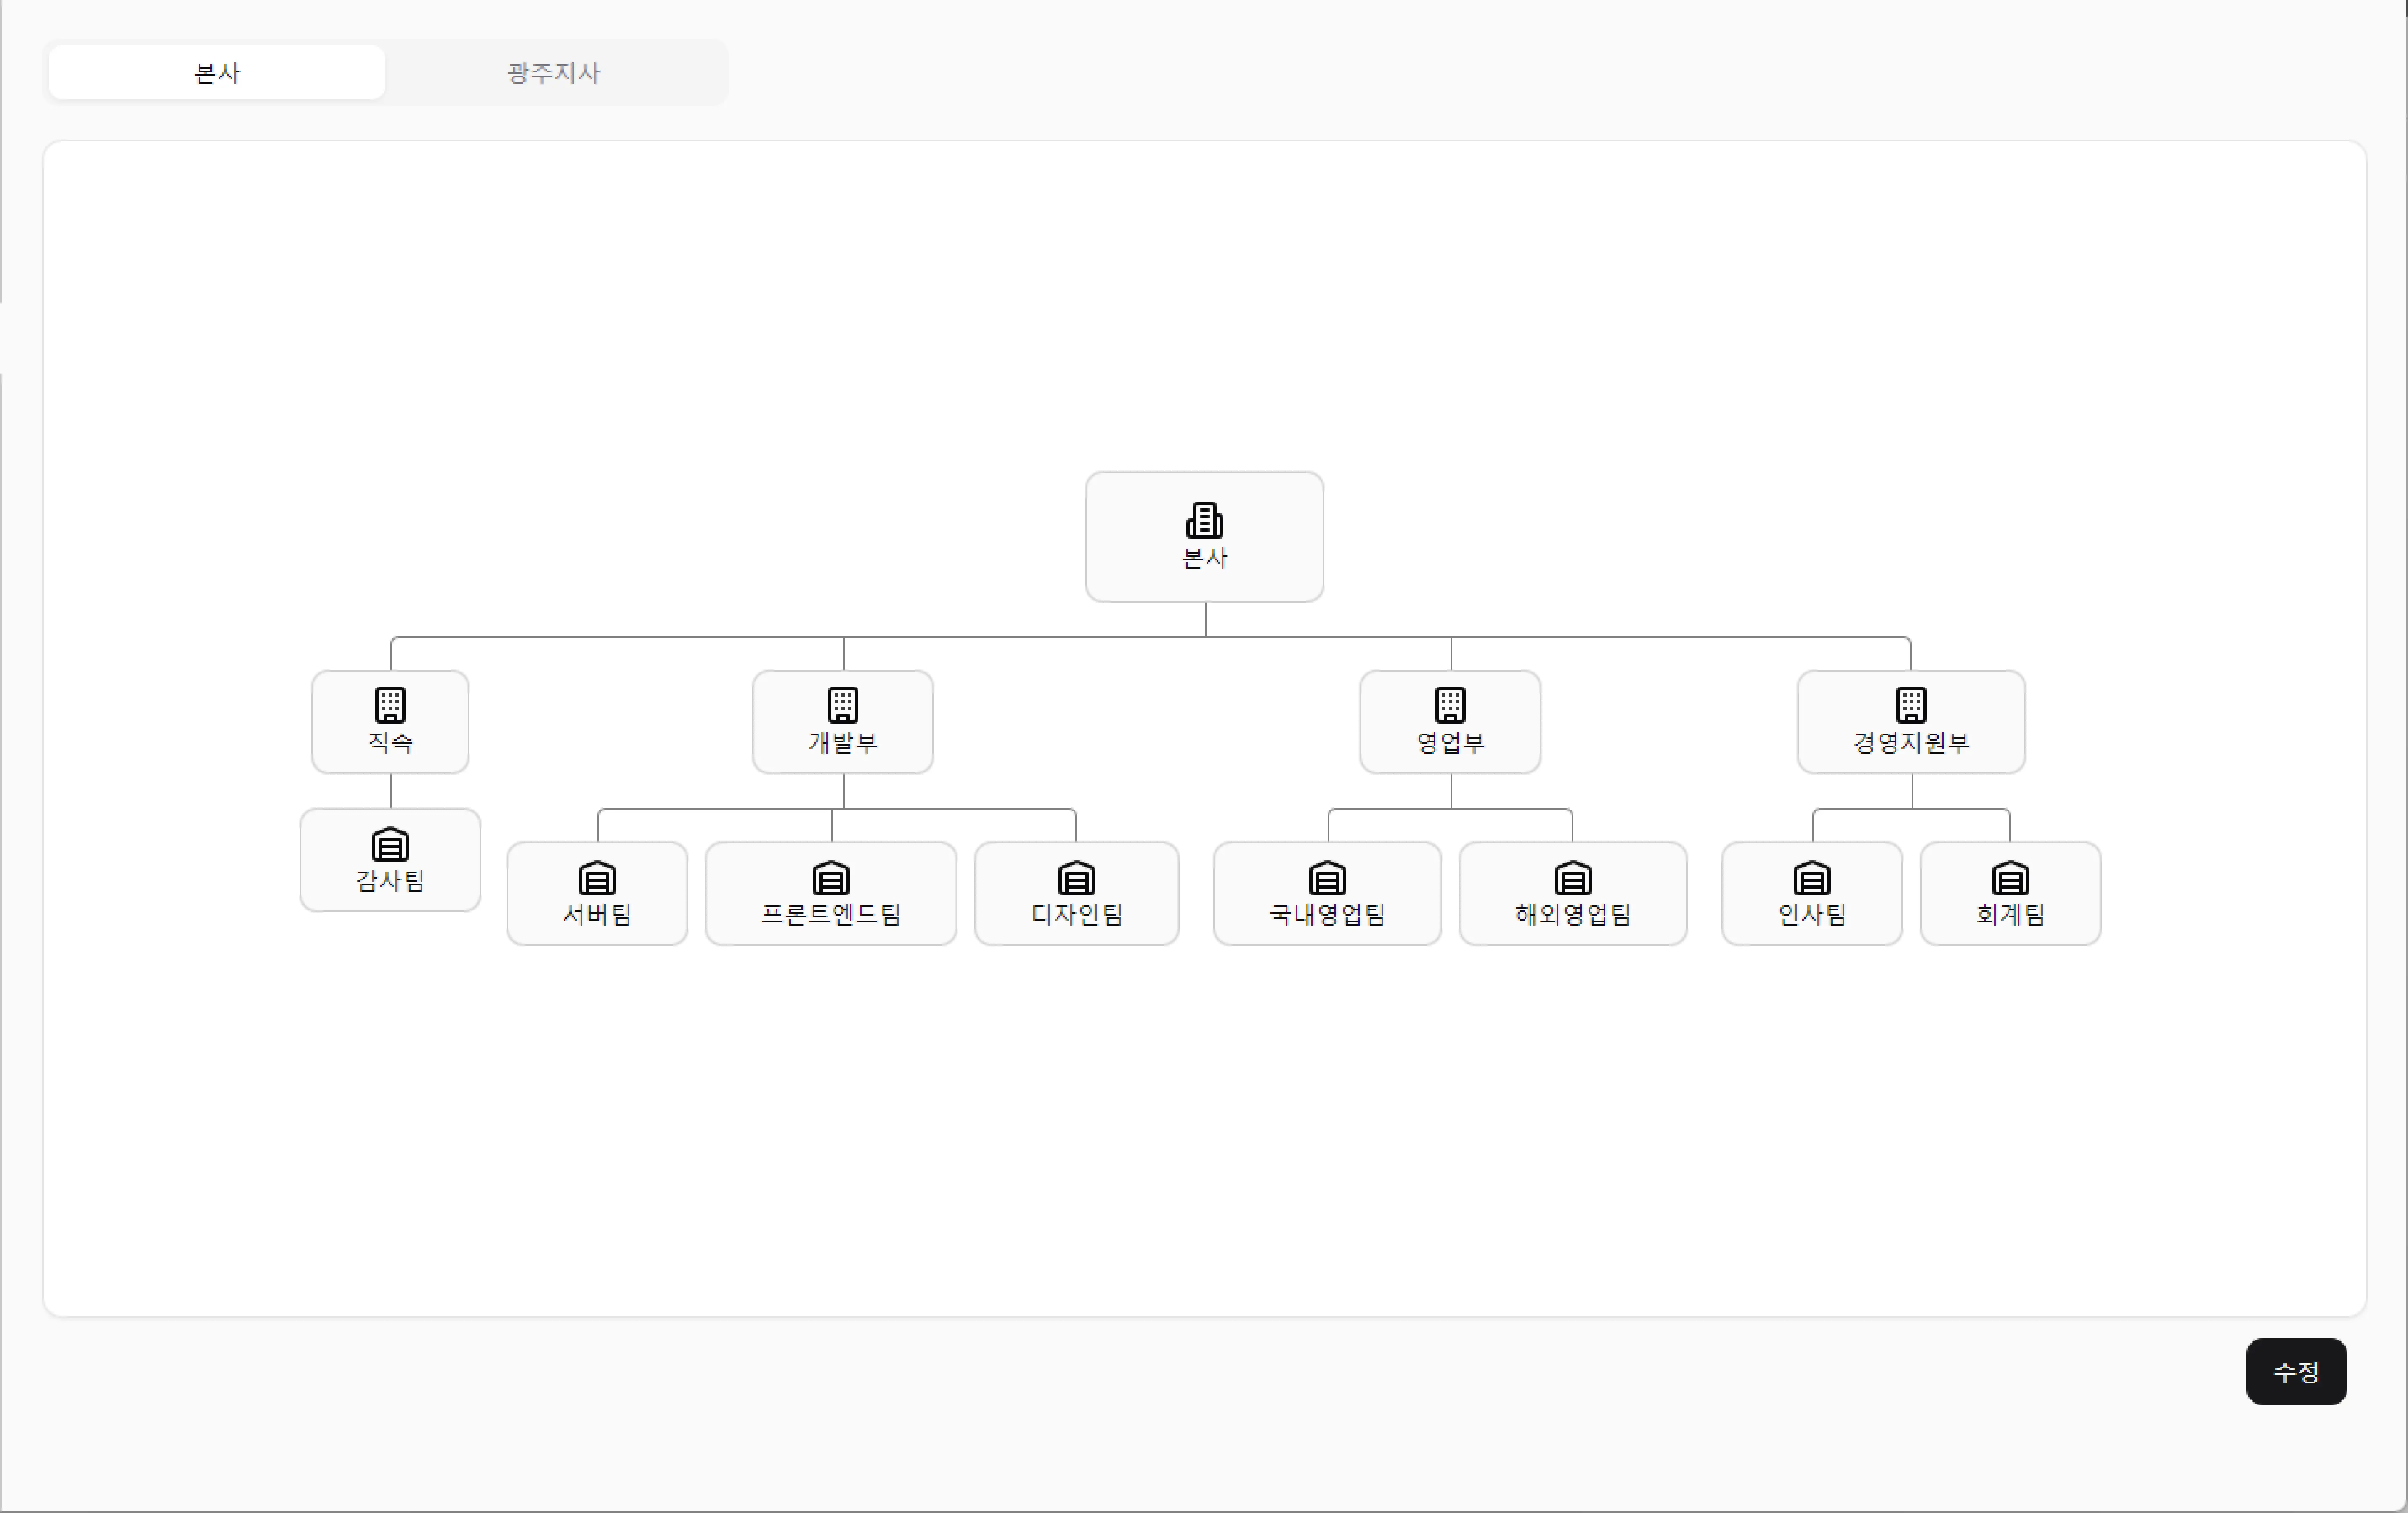 본사
광주지사
본사
직속
개발부
영업부
경영지원부
감사팀
서버팀
프론트엔드팀
디자인팀
국내영업팀
해외영업팀
인사팀
회계팀
수정